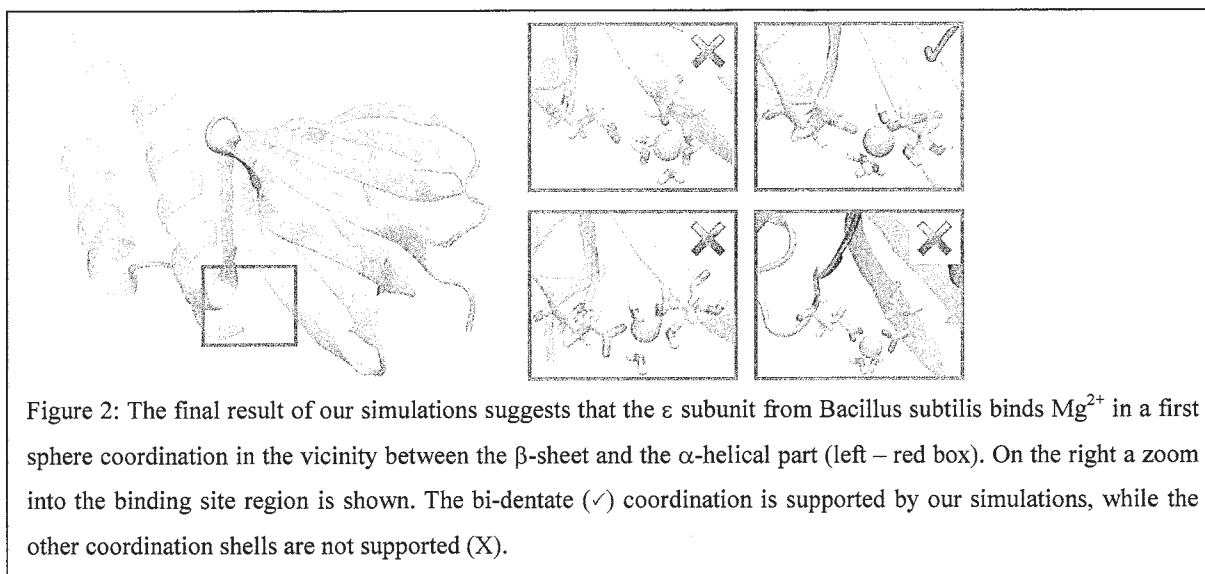 Figure 2: The final result of our simulations suggests that the ε subunit from Bacillus subtilis binds Mg²⁺ in a first
sphere coordination in the vicinity between the β-sheet and the α-helical part (left – red box). On the right a zoom
into the binding site region is shown. The bi-dentate (✓) coordination is supported by our simulations, while the
other coordination shells are not supported (X).